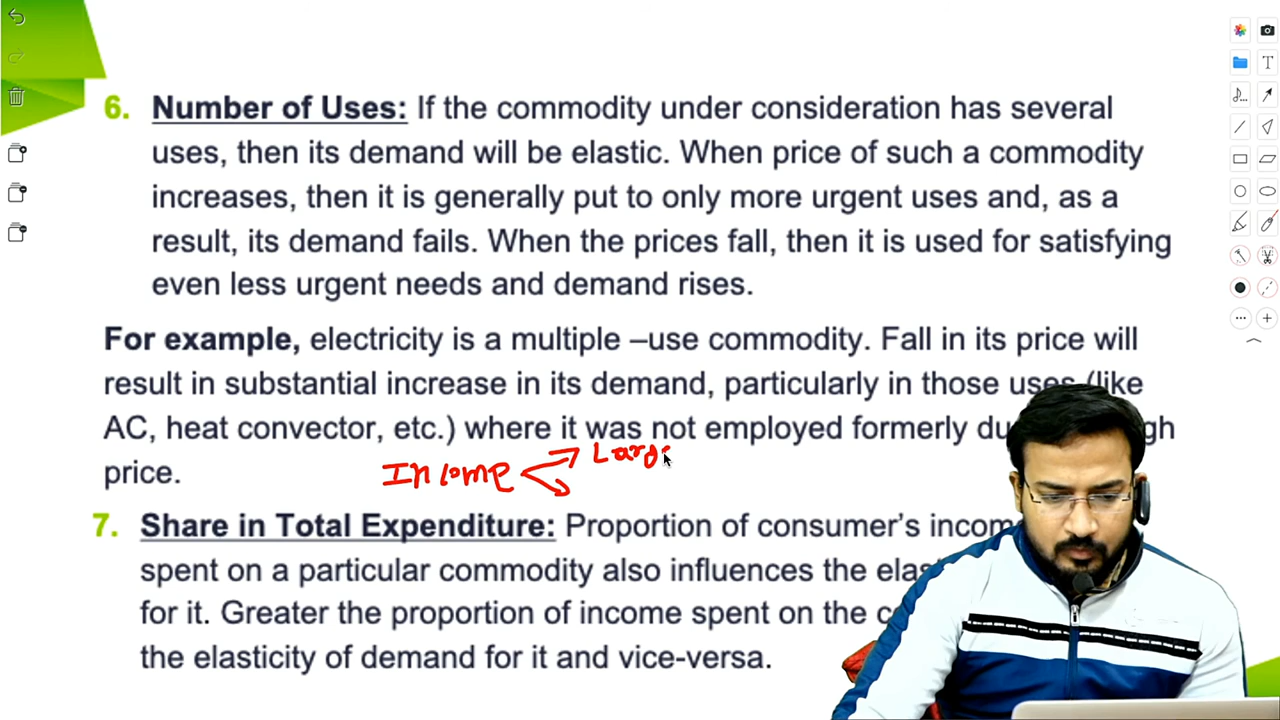 6. Number of Uses: If the commodity under consideration has several
uses, then its demand will be elastic. When price of such a commodity
increases, then it is generally put to only more urgent uses and, as a
result, its demand fails. When the prices fall, then it is used for satisfying
even less urgent needs and demand rises.
For example, electricity is a multiple –use commodity. Fall in its price will
result in substantial increase in its demand, particularly in those uses (like
AC, heat convector, etc.) where it was not employed formerly
price.
Income
7. Share in Total Expenditure: Proportion of consumer's
spent on a particular commodity also influences the
for it. Greater the proportion of income spent on the
the elasticity of demand for it and vice-versa.